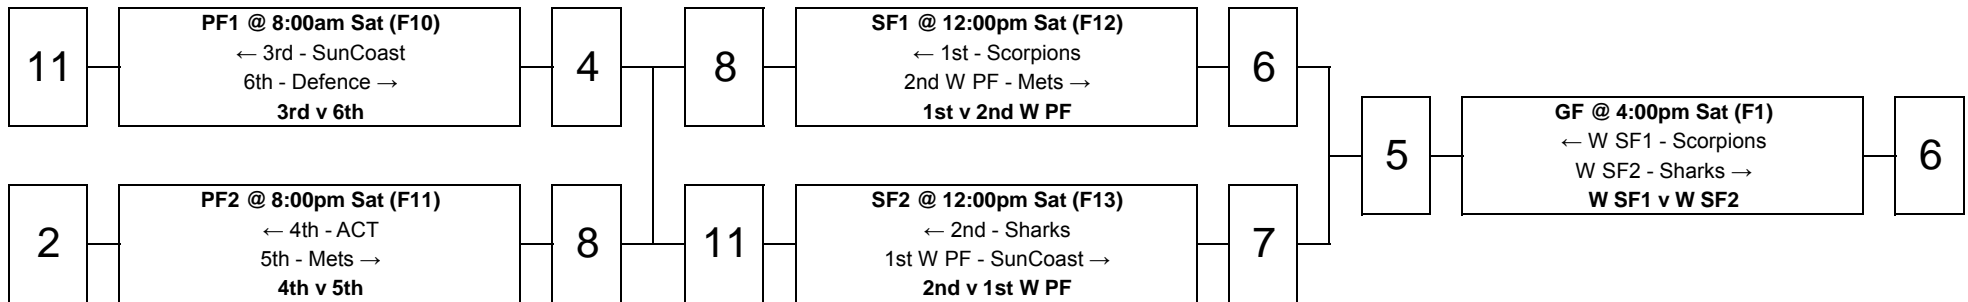 11
PF1 @ 8:00am Sat (F10)
← 3rd - SunCoast
6th - Defence →
3rd v 6th
4
8
SF1 @ 12:00pm Sat (F12)
← 1st - Scorpions
2nd W PF - Mets →
1st v 2nd W PF
6
2
PF2 @ 8:00pm Sat (F11)
← 4th - ACT
5th - Mets →
4th v 5th
8
11
SF2 @ 12:00pm Sat (F13)
← 2nd - Sharks
1st W PF - SunCoast →
2nd v 1st W PF
7
5
GF @ 4:00pm Sat (F1)
← W SF1 - Scorpions
W SF2 - Sharks →
W SF1 v W SF2
6